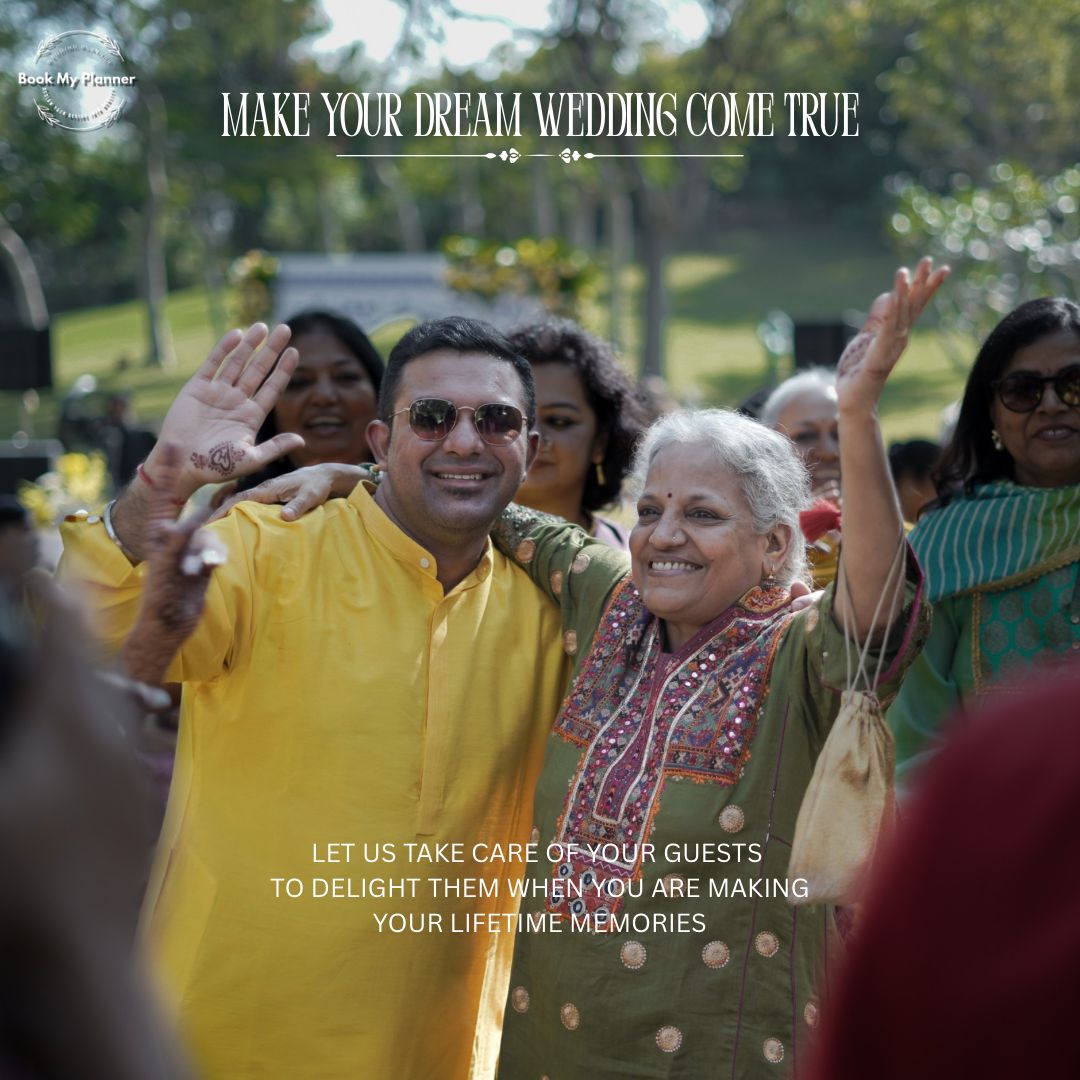 Book My Planner
MAKE YOUR DREAM WEDDING COME TRUE
LET US TAKE CARE OF YOUR GUESTS
TO DELIGHT THEM WHEN YOU ARE MAKING
YOUR LIFETIME MEMORIES